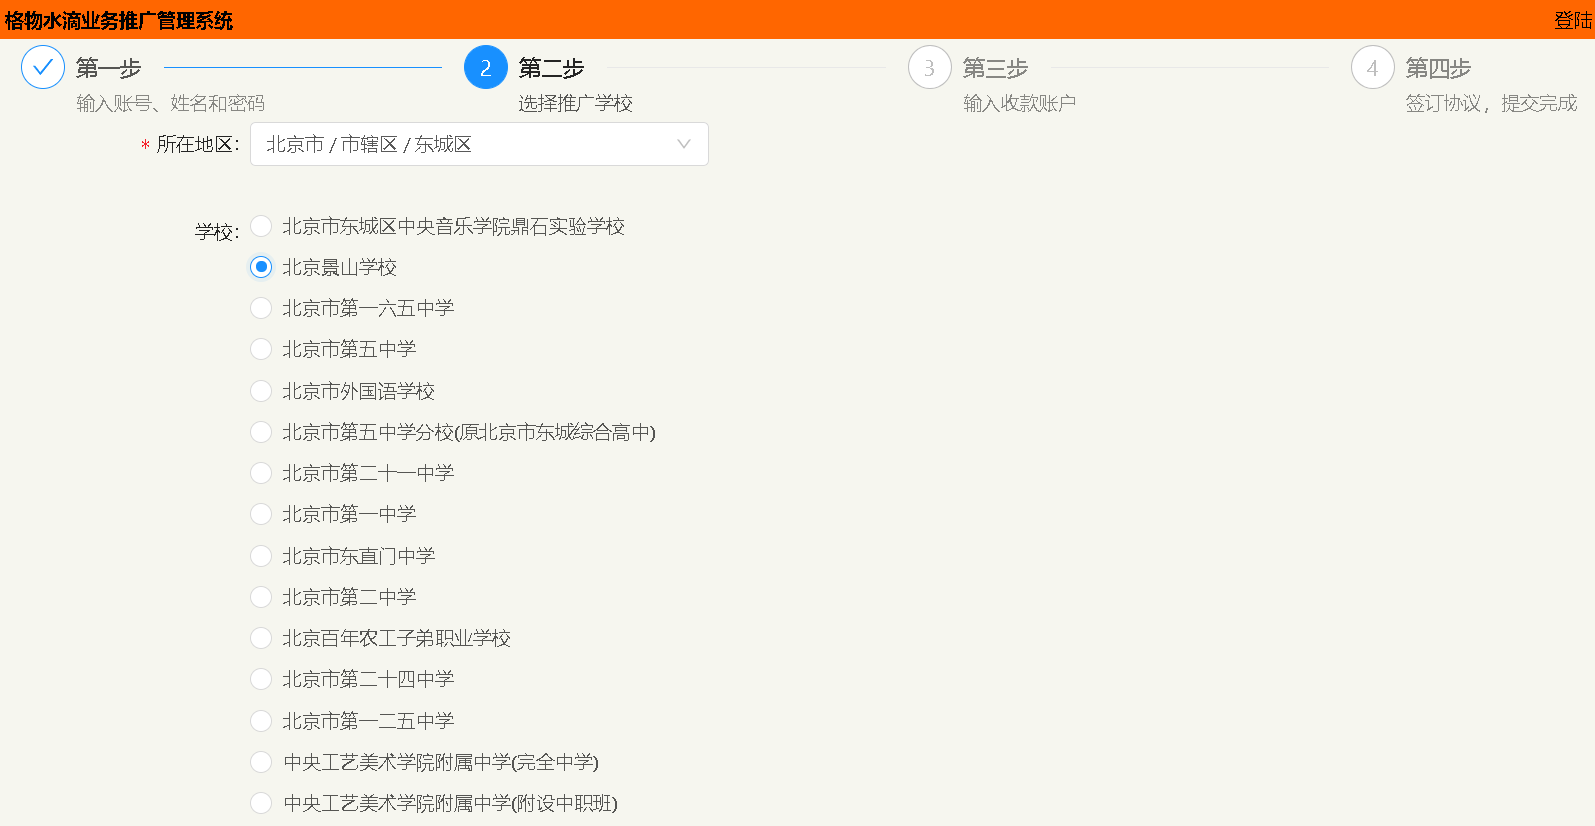 格物水滴业务推广管理系统 登陆
第一步 2 第二步 3 第三步 4 第四步
输入账号、姓名和密码 选择推广学校 输入收款账户 签订协议，提交完成
* 所在地区: 北京市 / 市辖区 / 东城区
学校: 北京市东城区中央音乐学院鼎石实验学校
北京景山学校
北京市第一六五中学
北京市第五中学
北京市外国语学校
北京市第五中学分校(原北京市东城综合高中)
北京市第二十一中学
北京市第一中学
北京市东直门中学
北京市第二中学
北京百年农工子弟职业学校
北京市第二十四中学
北京市第一二五中学
中央工艺美术学院附属中学(完全中学)
中央工艺美术学院附属中学(附设中职班)